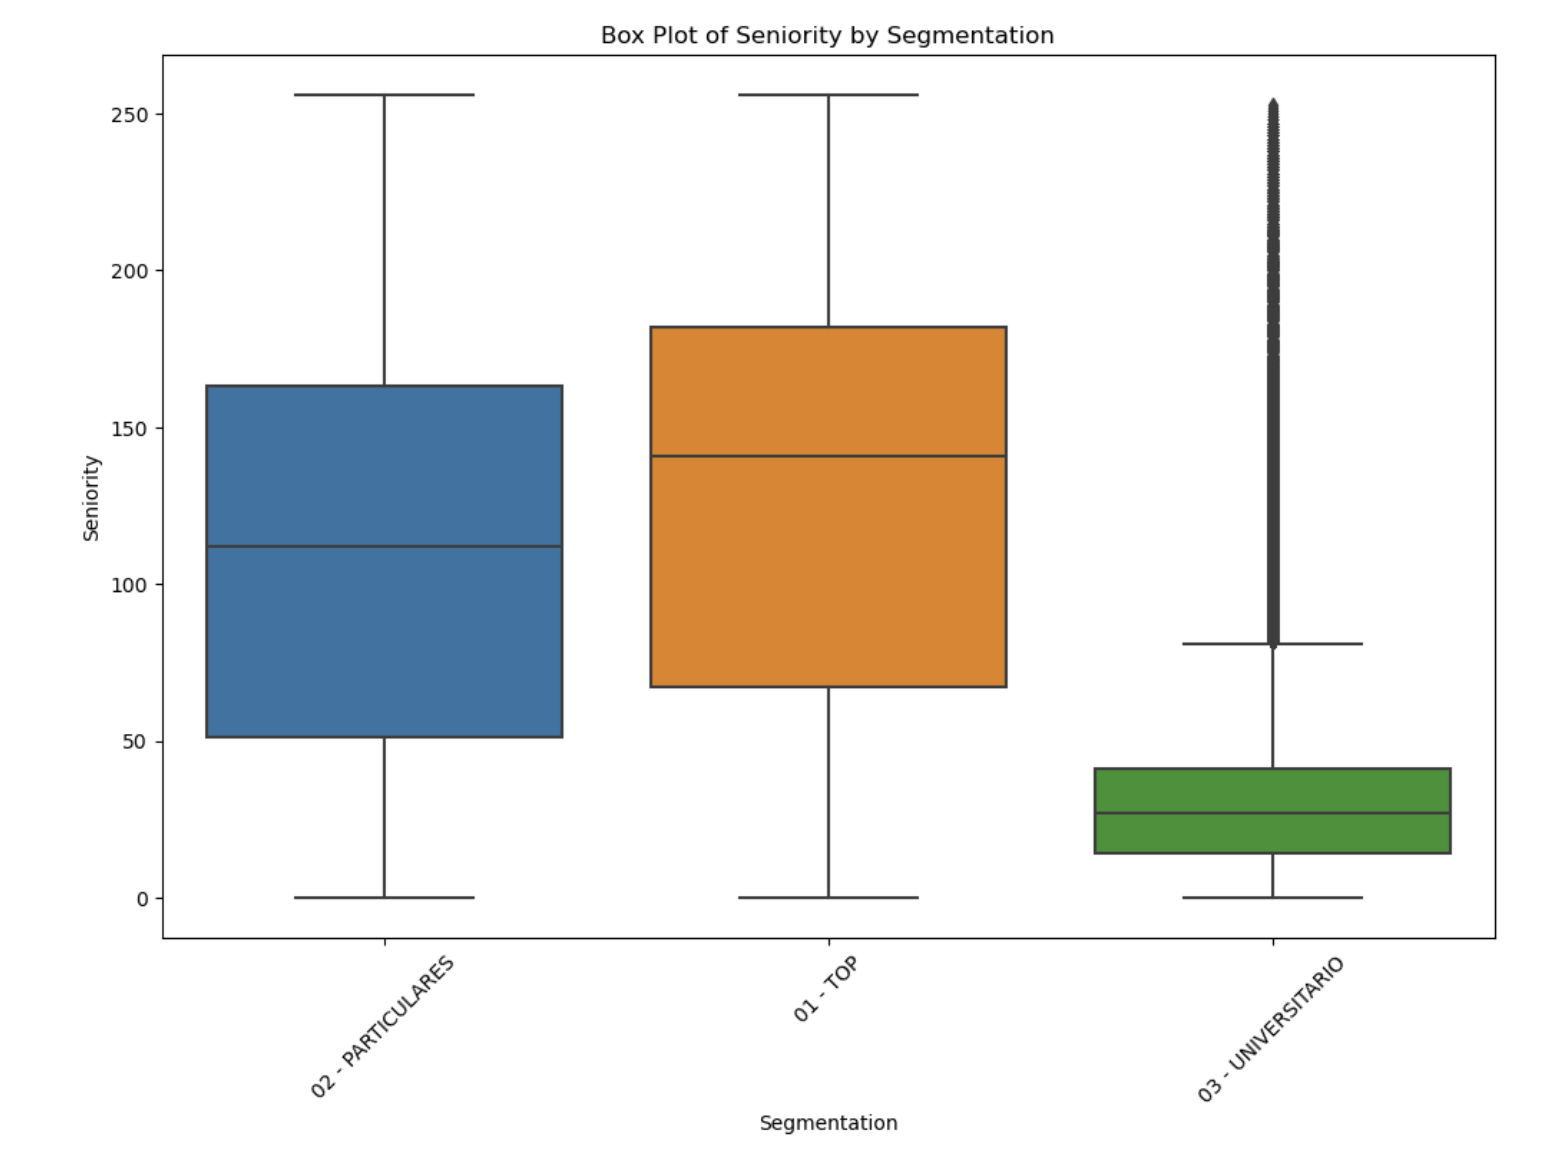 Box Plot of Seniority by Segmentation
250
200
150
100
50
0
Seniority
02 - PARTICULARES
01 - TOP
03 - UNIVERSITARIO
Segmentation